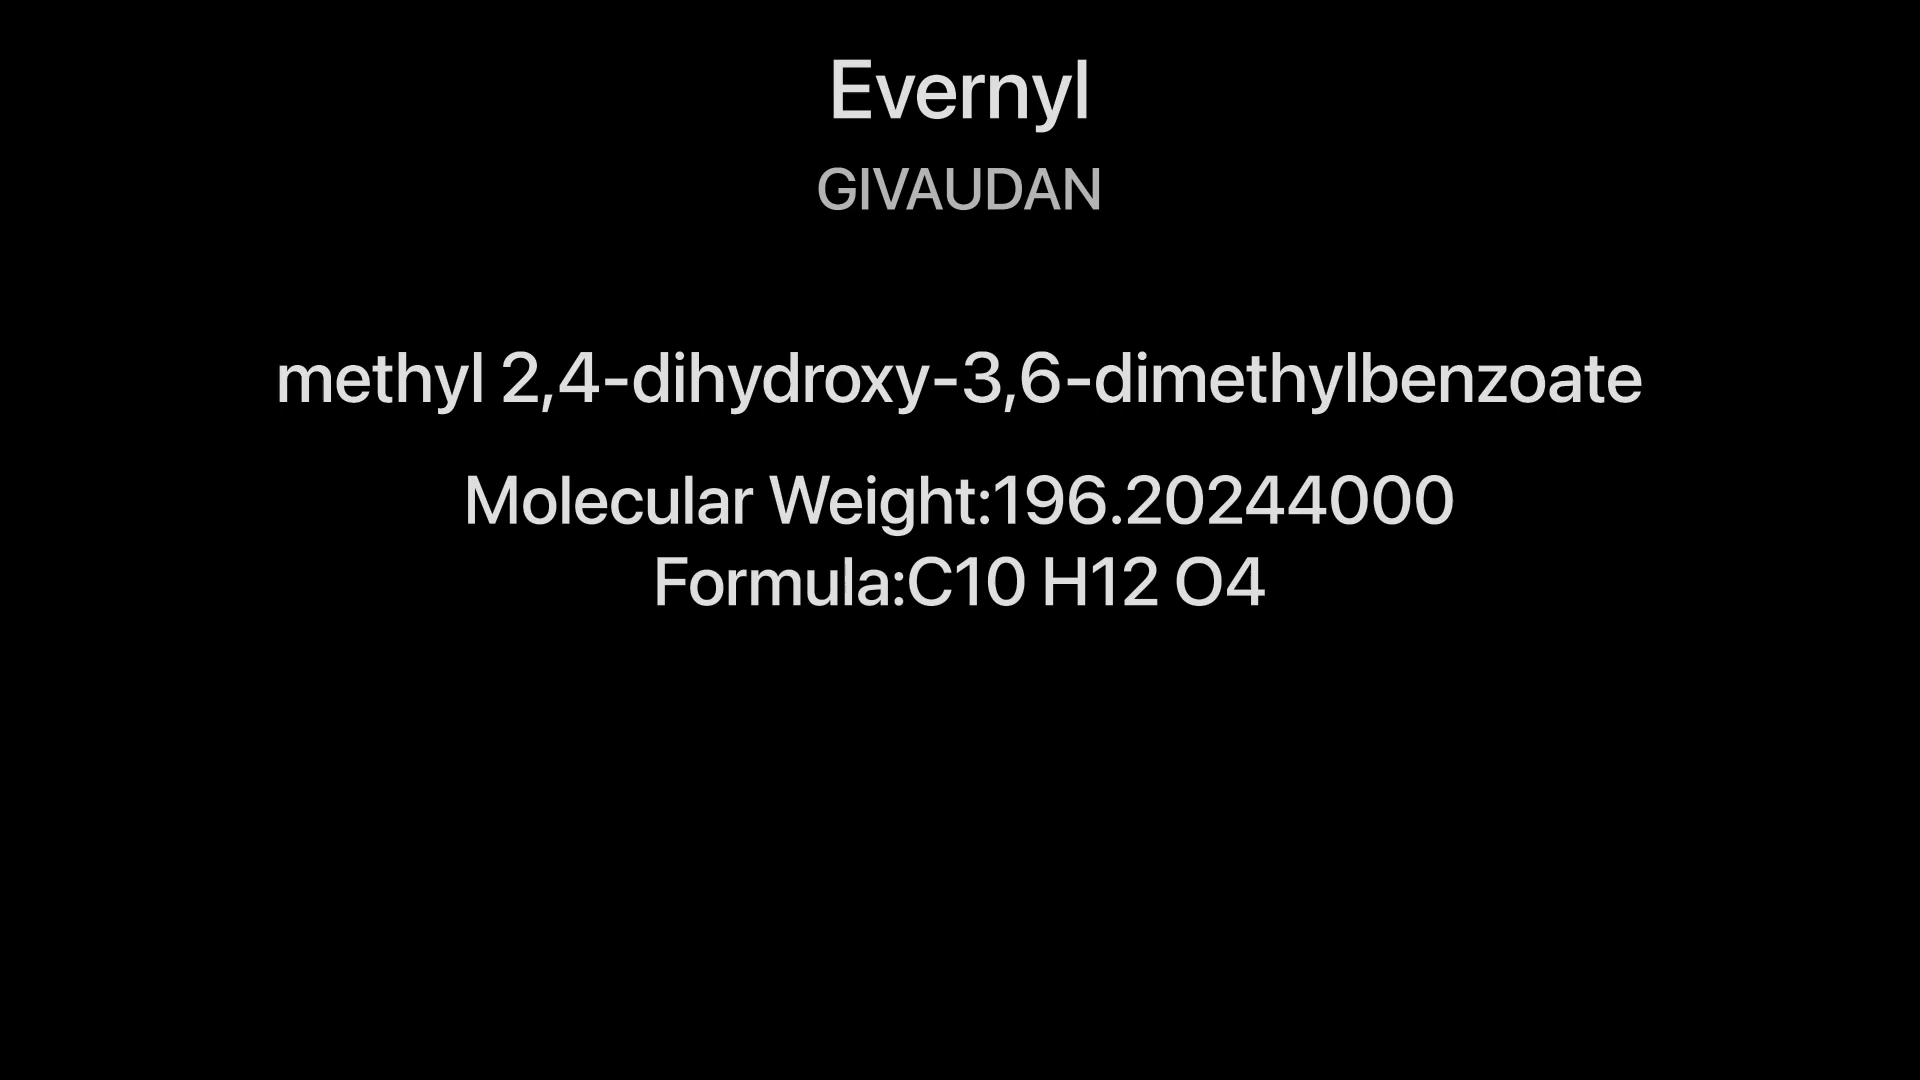 Evernyl
GIVAUDAN
methyl 2,4-dihydroxy-3,6-dimethylbenzoate
Molecular Weight:196.20244000
Formula:C10 H12 O4